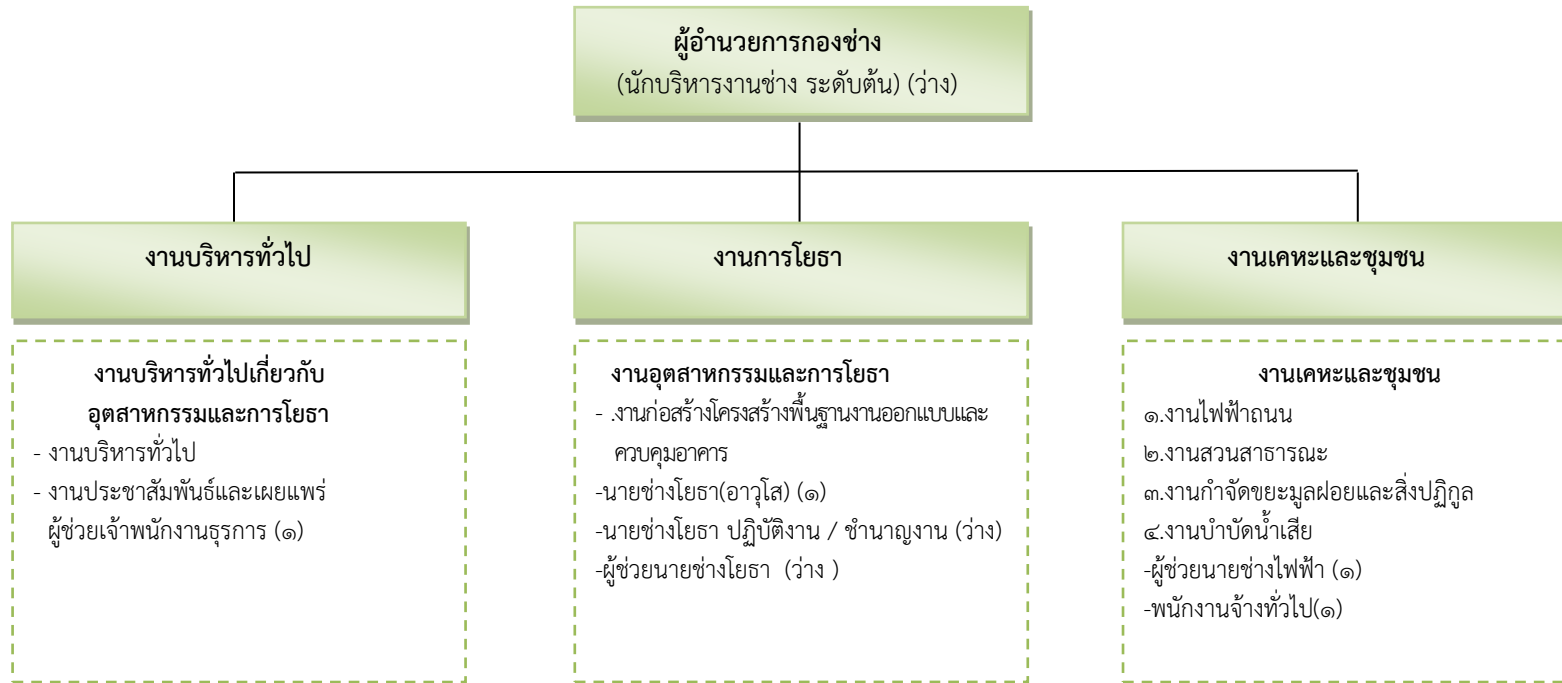 ผู้อำนวยการกองช่าง
(นักบริหารงานช่าง ระดับต้น) (ว่าง)
งานบริหารทั่วไป
งานบริหารทั่วไปเกี่ยวกับ
อุตสาหกรรมและการโยธา
- งานบริหารทั่วไป
- งานประชาสัมพันธ์และเผยแพร่
ผู้ช่วยเจ้าพนักงานธุรการ (๑)
งานการโยธา
งานอุตสาหกรรมและการโยธา
- .งานก่อสร้างโครงสร้างพื้นฐานงานออกแบบและ
ควบคุมอาคาร
-นายช่างโยธา(อาวุโส) (๑)
-นายช่างโยธา ปฏิบัติงาน / ชำนาญงาน (ว่าง)
-ผู้ช่วยนายช่างโยธา (ว่าง )
งานเคหะและชุมชน
งานเคหะและชุมชน
๑.งานไฟฟ้าถนน
๒.งานสวนสาธารณะ
๓.งานกำจัดขยะมูลฝอยและสิ่งปฏิกูล
๔.งานบำบัดน้ำเสีย
-ผู้ช่วยนายช่างไฟฟ้า (๑)
-พนักงานจ้างทั่วไป(๑)